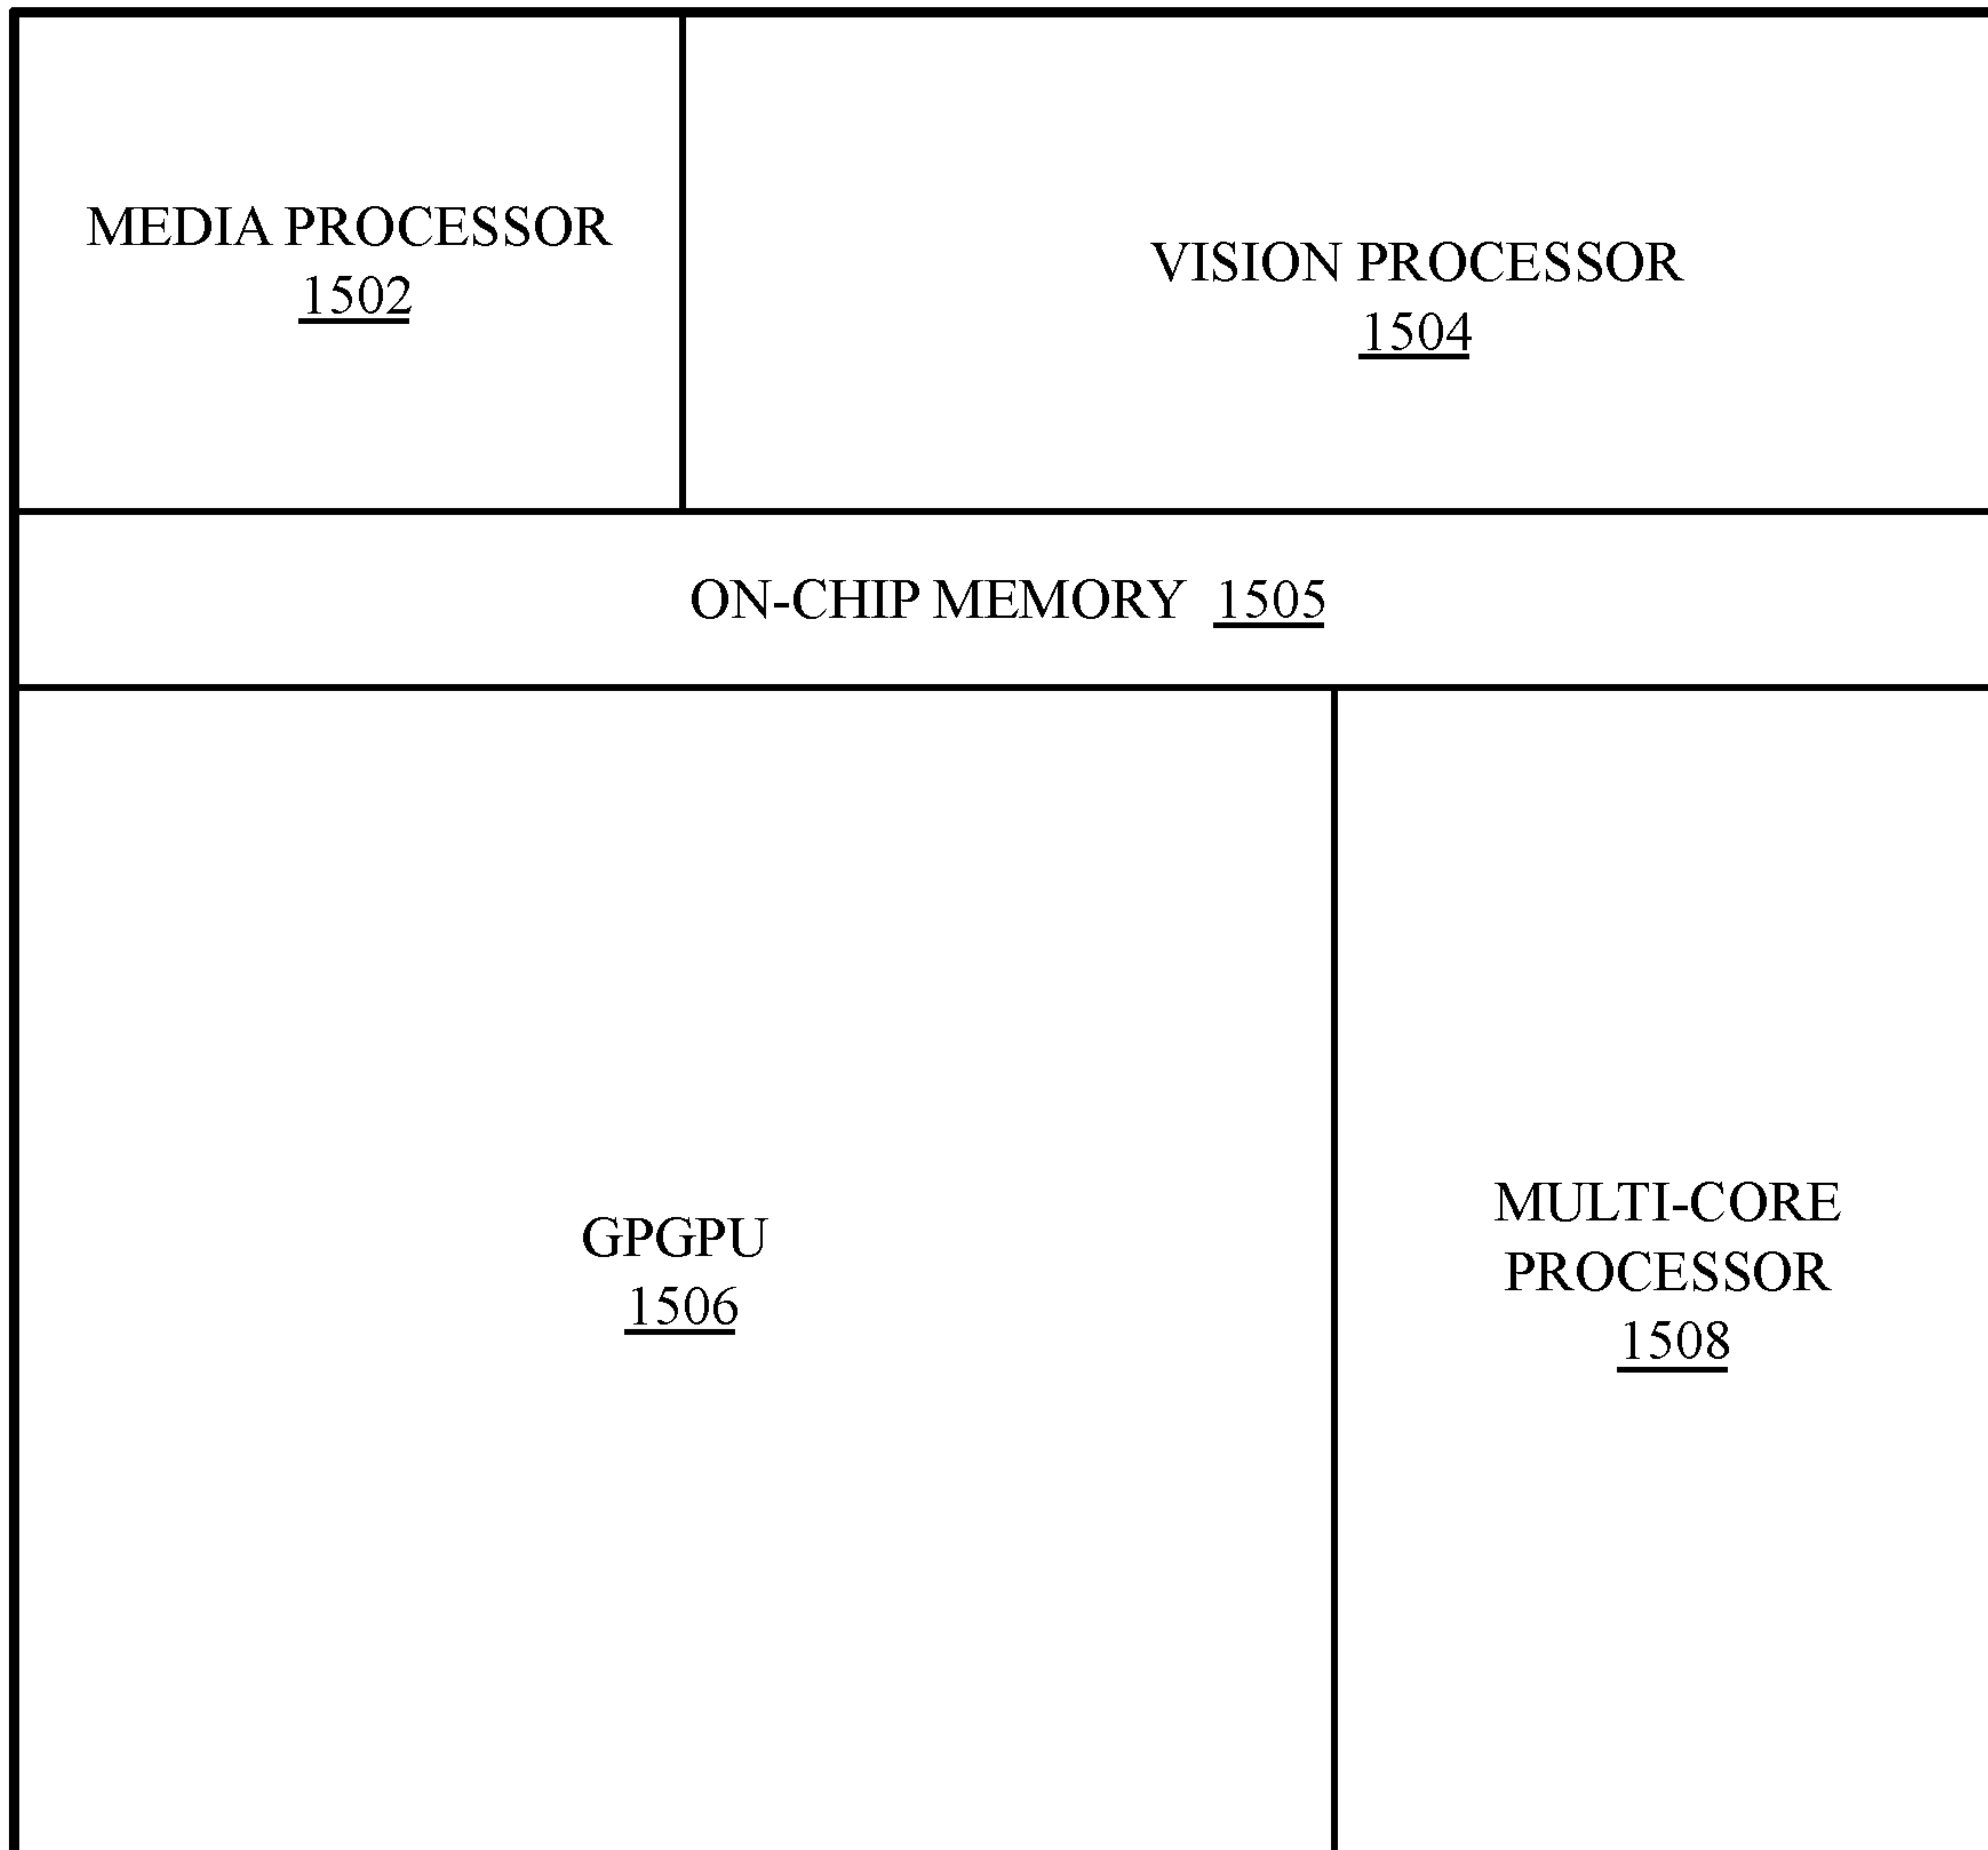 MEDIA PROCESSOR
1502
VISION PROCESSOR
1504
ON-CHIP MEMORY 1505
GPGPU
1506
MULTI-CORE
PROCESSOR
1508